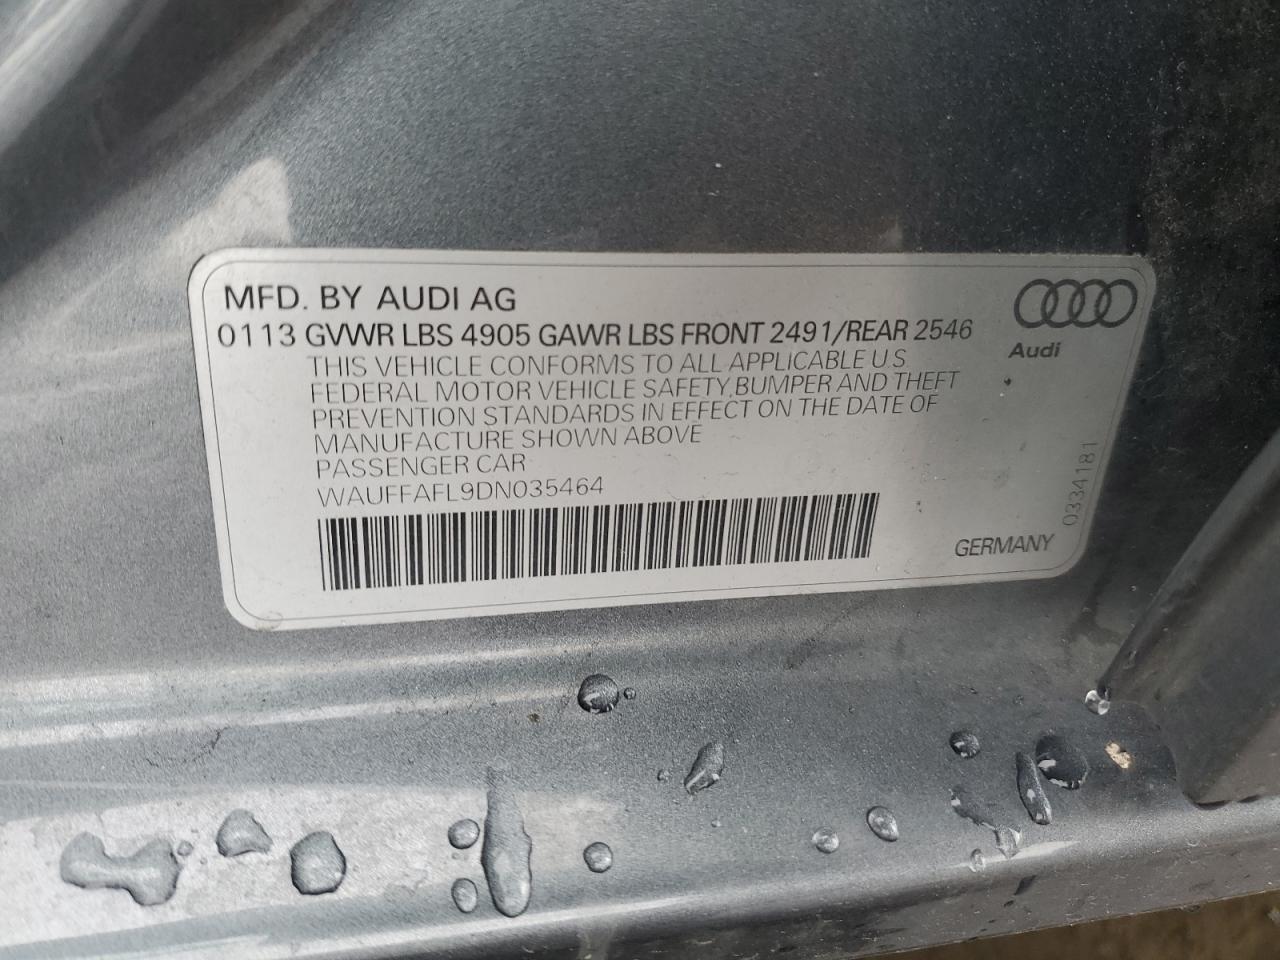 MFD. BY AUDI AG
0113 GVWR LBS 4905 GAWR LBS FRONT 2491/REAR 2546
Audi
THIS VEHICLE CONFORMS TO ALL APPLICABLE U.S
FEDERAL MOTOR VEHICLE SAFETY, BUMPER AND THEFT
PREVENTION STANDARDS IN EFFECT ON THE DATE OF
MANUFACTURE SHOWN ABOVE
PASSENGER CAR
WAUFFAFL9DN035464
0334181
GERMANY